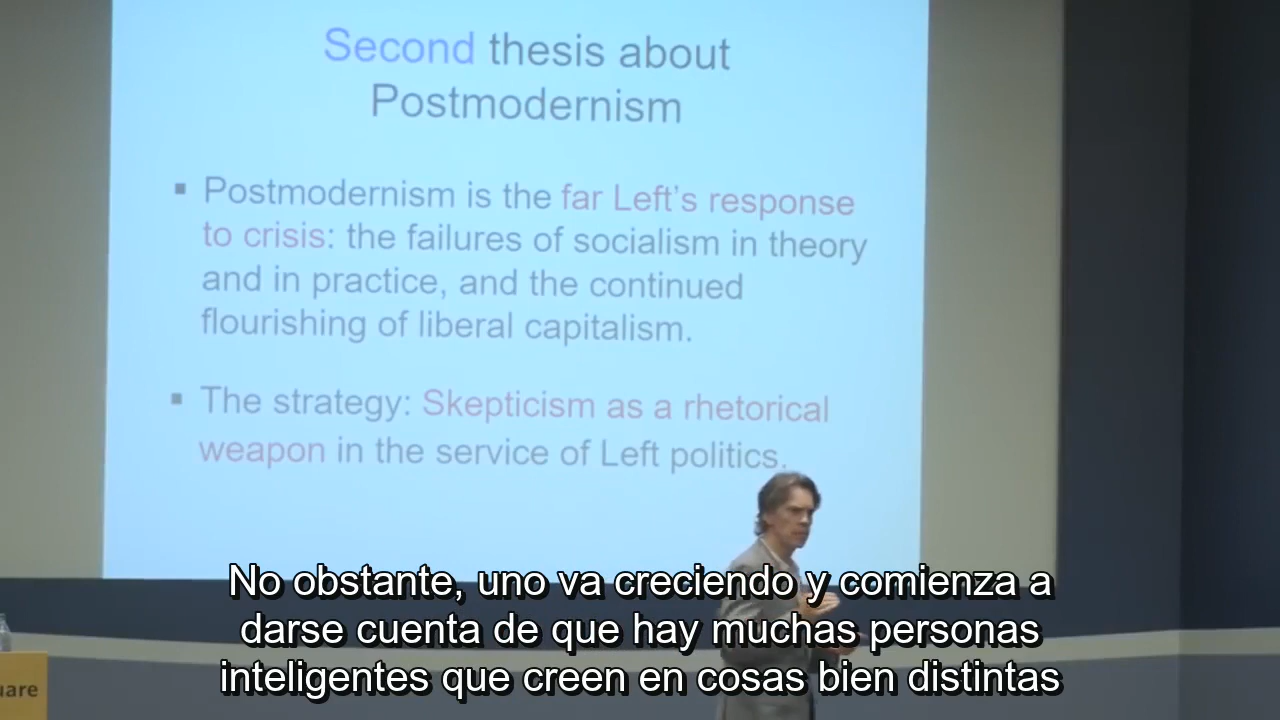 Second thesis about
Postmodernism
▪ Postmodernism is the far Left's response
to crisis: the failures of socialism in theory
and in practice, and the continued
flourishing of liberal capitalism.
▪ The strategy: Skepticism as a rhetorical
weapon in the service of Left politics.
No obstante, uno va creciendo y comienza a
darse cuenta de que hay muchas personas
inteligentes que creen en cosas bien distintas